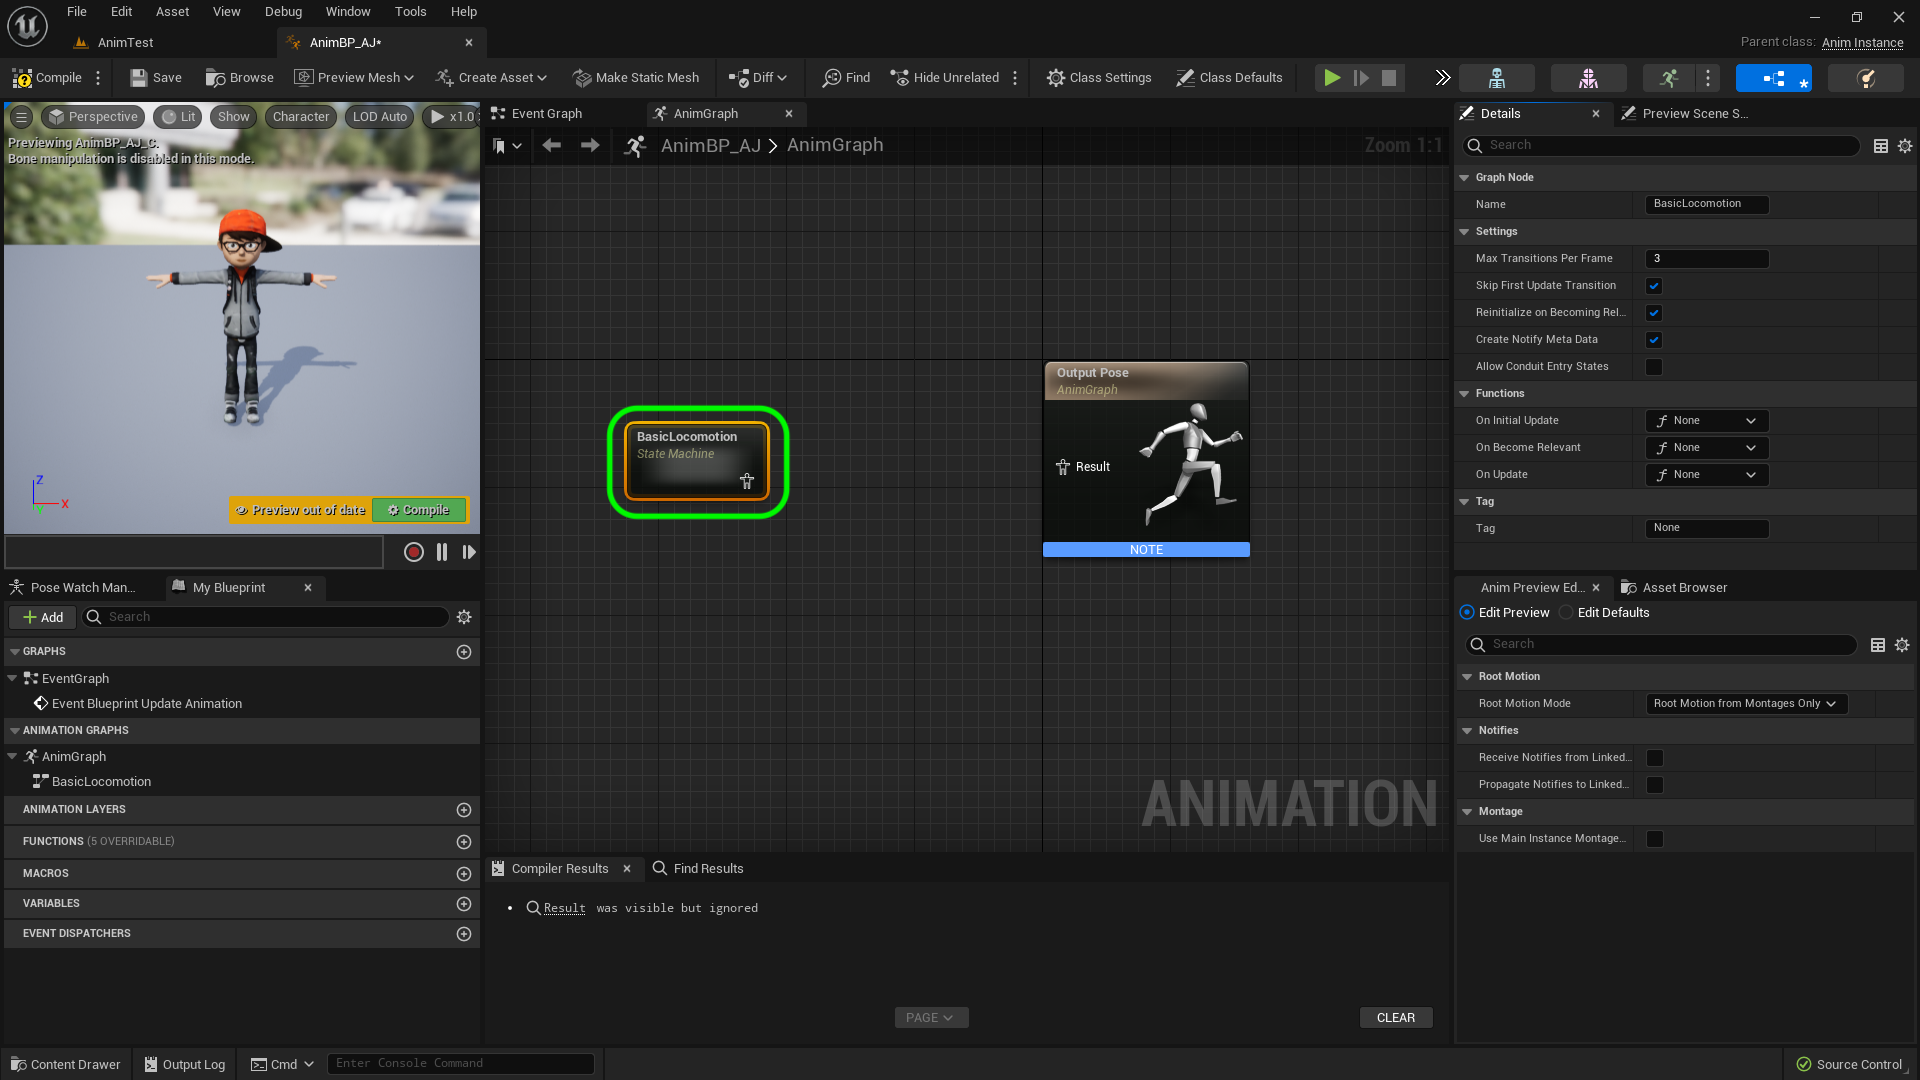 File Edit Asset View Debug Window Tools Help
AnimTest
AnimBP_AJ*
Parent class: Anim Instance
Compile Save Browse Preview Mesh Create Asset Make Static Mesh Diff Find Hide Unrelated Class Settings Class Defaults
Perspective Lit Show Character LOD Auto x1.0
Previewing AnimBP_AJ_C.
Bone manipulation is disabled in this mode.
Z
X
Y
Preview out of date Compile
Pose Watch Man...
My Blueprint
Add
Search
GRAPHS
EventGraph
Event Blueprint Update Animation
ANIMATION GRAPHS
AnimGraph
BasicLocomotion
ANIMATION LAYERS
FUNCTIONS (5 OVERRIDABLE)
MACROS
VARIABLES
EVENT DISPATCHERS
Event Graph
AnimGraph
AnimBP_AJ > AnimGraph
Zoom 1:1
BasicLocomotion
State Machine
Output Pose
AnimGraph
Result
NOTE
ANIMATION
Compiler Results
Find Results
• Result was visible but ignored
PAGE
CLEAR
Details
Preview Scene S...
Search
Graph Node
Name BasicLocomotion
Settings
Max Transitions Per Frame 3
Skip First Update Transition
Reinitialize on Becoming Rel...
Create Notify Meta Data
Allow Conduit Entry States
Functions
On Initial Update None
On Become Relevant None
On Update None
Tag
Tag None
Anim Preview Ed...
Asset Browser
Edit Preview Edit Defaults
Search
Root Motion
Root Motion Mode Root Motion from Montages Only
Notifies
Receive Notifies from Linked...
Propagate Notifies to Linked...
Montage
Use Main Instance Montage...
Content Drawer Output Log Cmd Enter Console Command Source Control